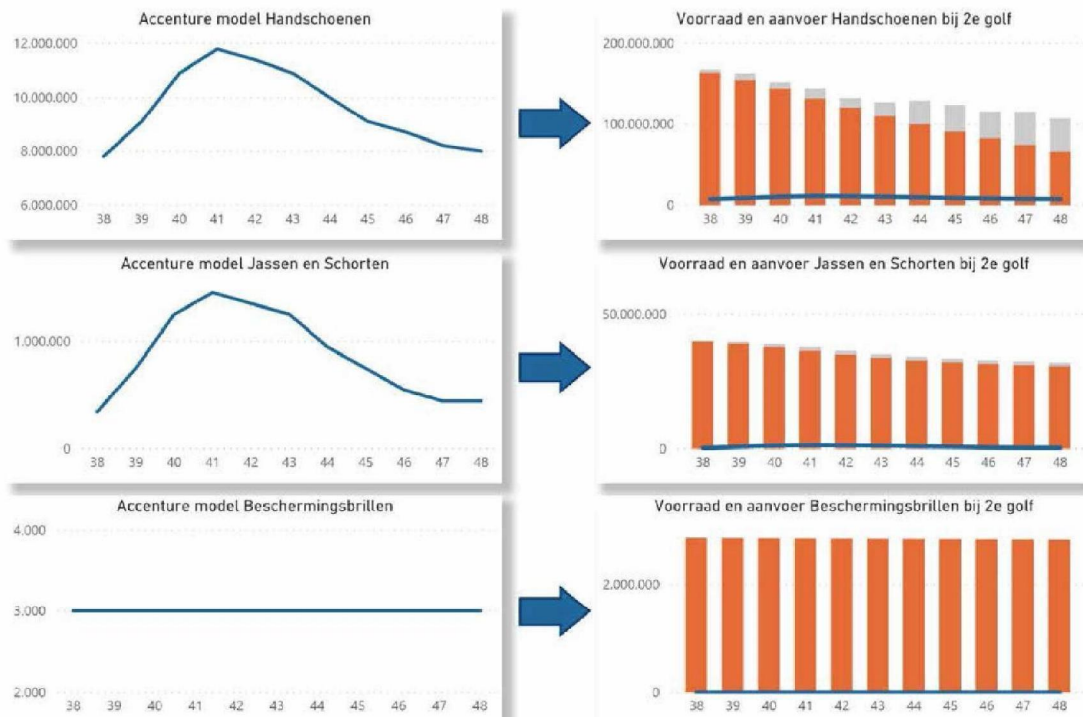 Accenture model Handschoenen
12.000.000
10.000.000
8.000.000
6.000.000
38 39 40 41 42 43 44 45 46 47 48
Voorraad en aanvoer Handschoenen bij 2e golf
200.000.000
100.000.000
0
38 39 40 41 42 43 44 45 46 47 48
Accenture model Jassen en Schorten
1.000.000
0
38 39 40 41 42 43 44 45 46 47 48
Voorraad en aanvoer Jassen en Schorten bij 2e golf
50.000.000
0
38 39 40 41 42 43 44 45 46 47 48
Accenture model Beschermingsbrillen
4.000
3.000
2.000
38 39 40 41 42 43 44 45 46 47 48
Voorraad en aanvoer Beschermingsbrillen bij 2e golf
2.000.000
0
38 39 40 41 42 43 44 45 46 47 48